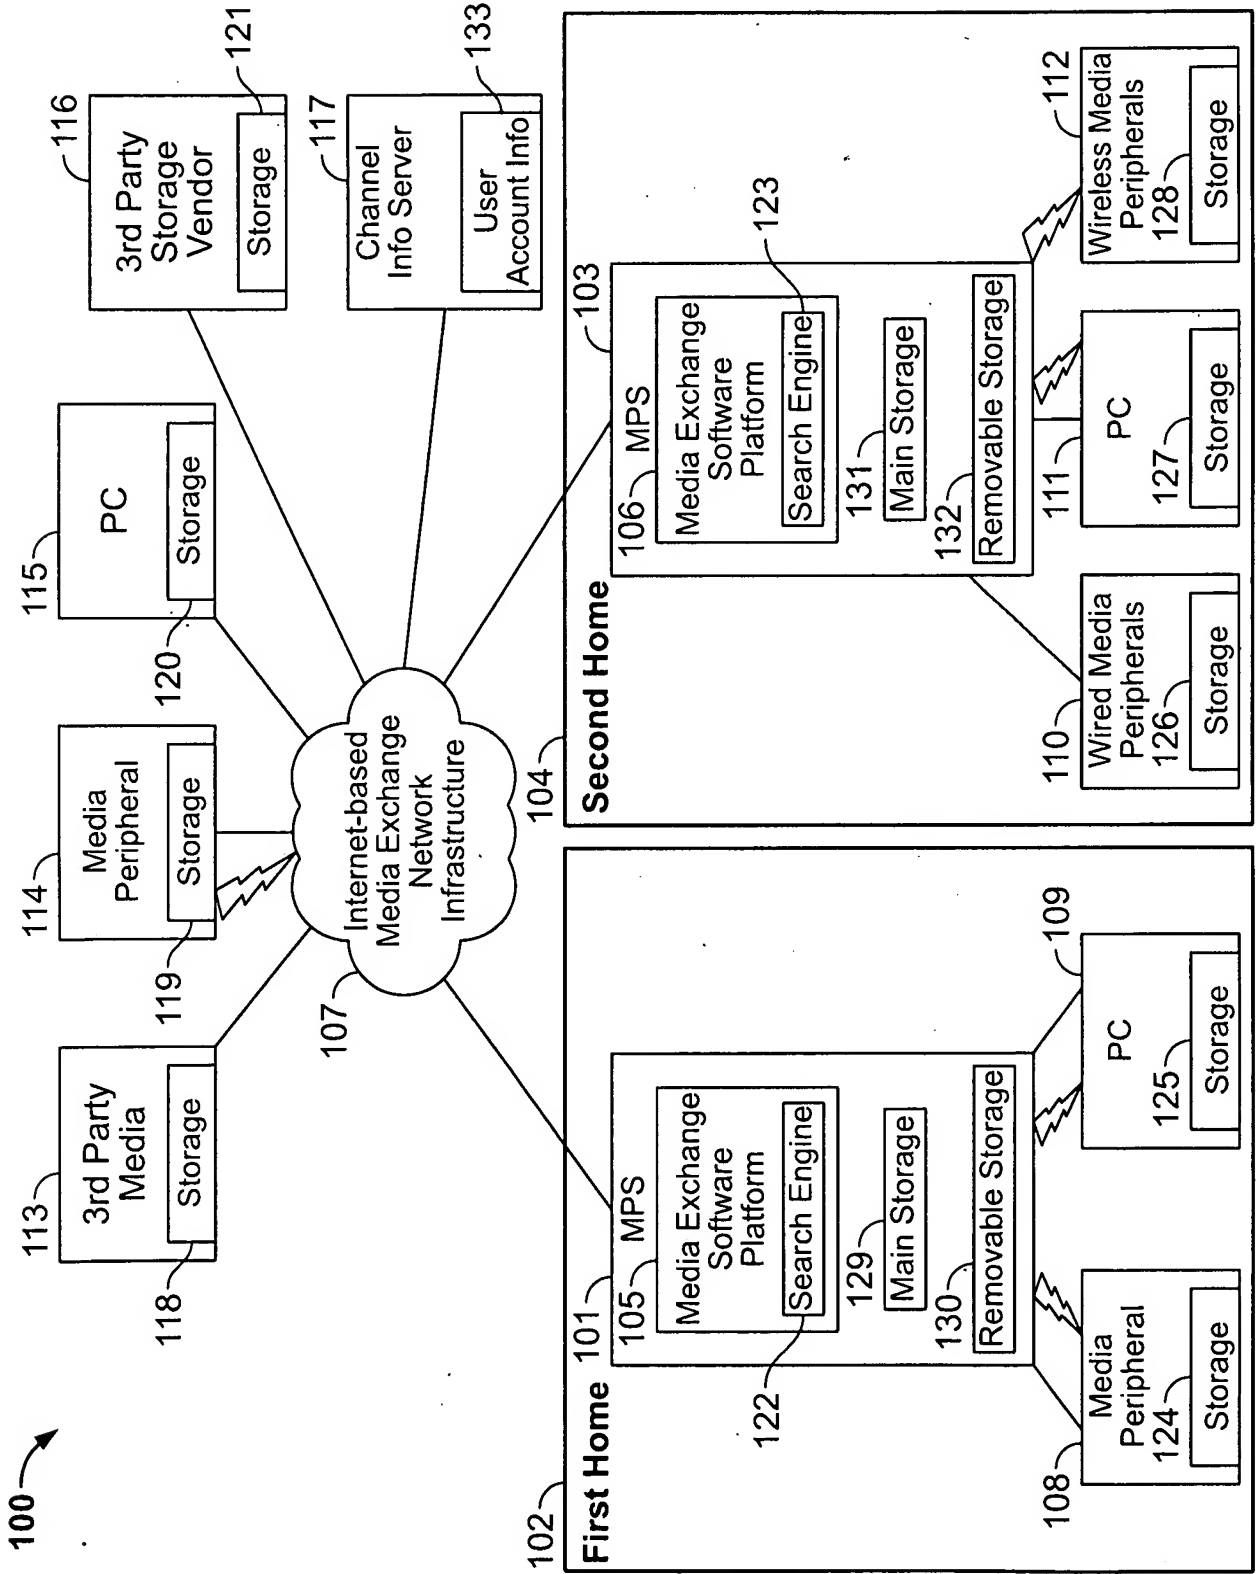 100
113
3rd Party
Media
Storage
118
114
Media
Peripheral
Storage
119
115
PC
Storage
120
116
3rd Party
Storage
Vendor
Storage
121
117
Channel
Info Server
User
Account Info
133
107
Internet-based
Media Exchange
Network
Infrastructure
102
First Home
101
MPS
105
Media Exchange
Software
Platform
Search Engine
122
129
Main Storage
130
Removable Storage
108
Media
Peripheral
124
Storage
109
PC
125
Storage
104
Second Home
103
MPS
106
Media Exchange
Software
Platform
Search Engine
123
131
Main Storage
132
Removable Storage
110
Wired Media
Peripherals
126
Storage
111
PC
127
Storage
112
Wireless Media
Peripherals
128
Storage